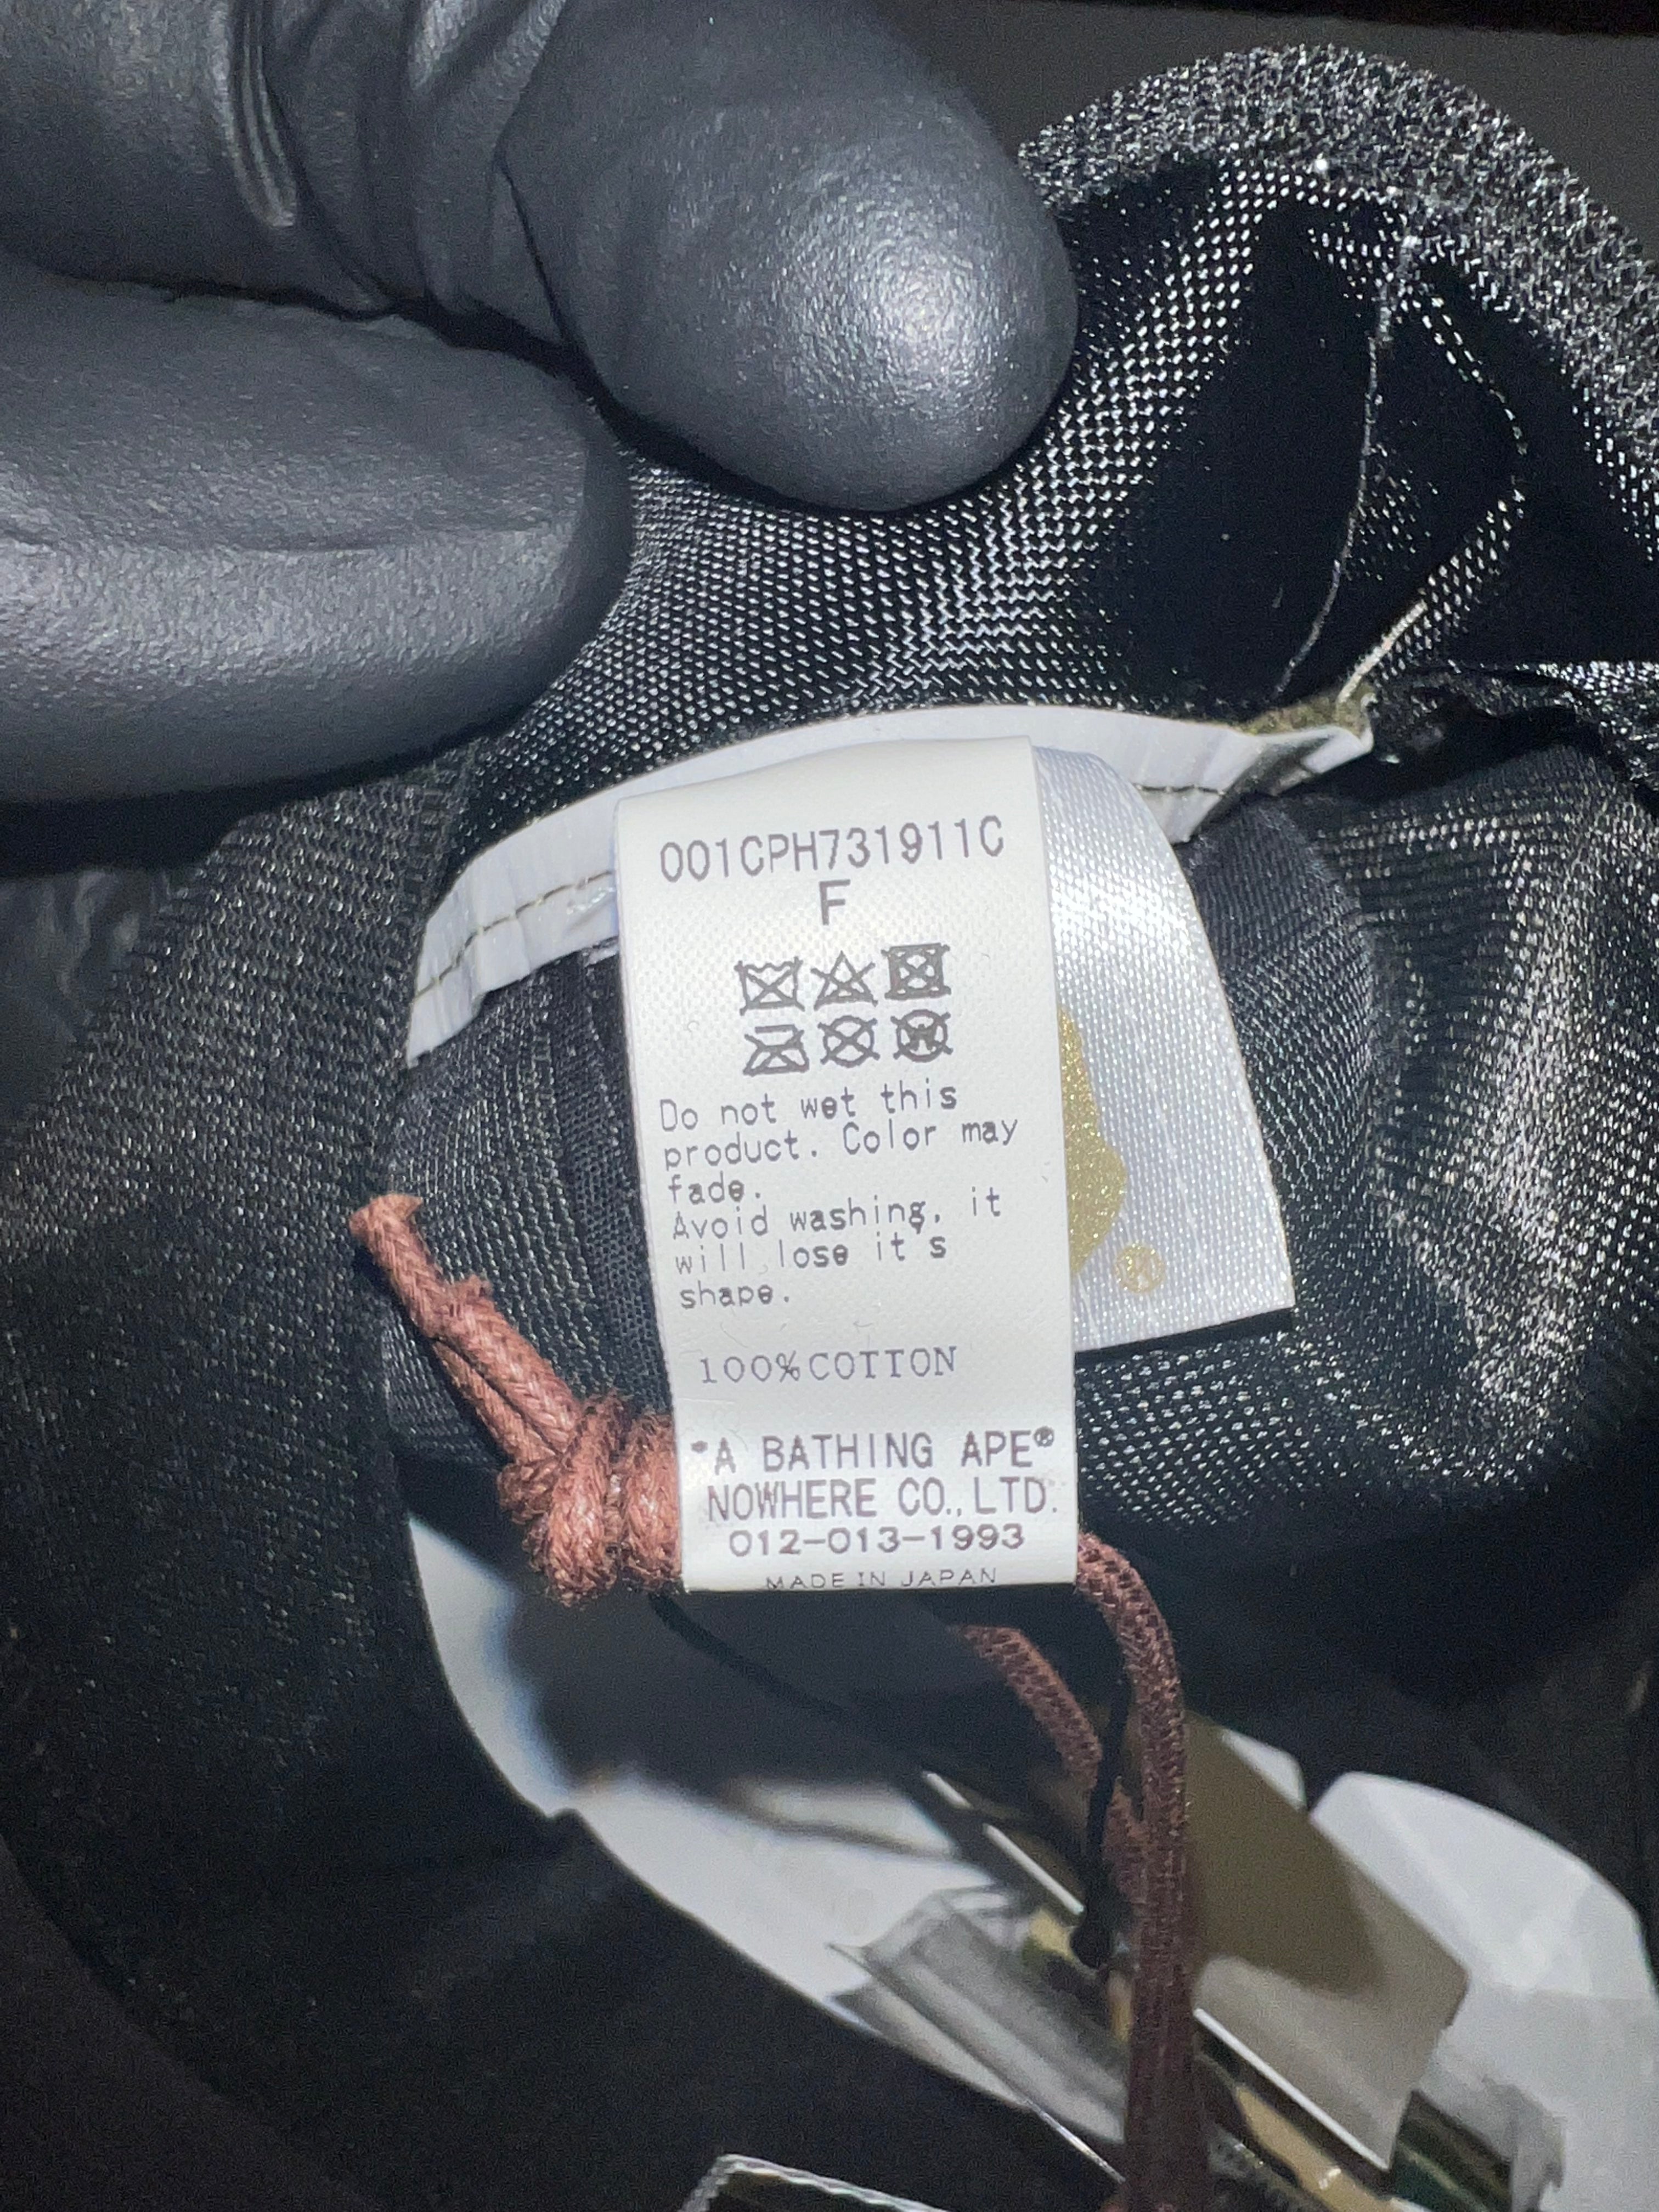 001CPH731911C
F
Do not wet this
product. Color may
fade.
Avoid washing, it
will lose it's
shape.
100%COTTON
*A BATHING APE®
NOWHERE CO.,LTD.
012-013-1993
MADE IN JAPAN